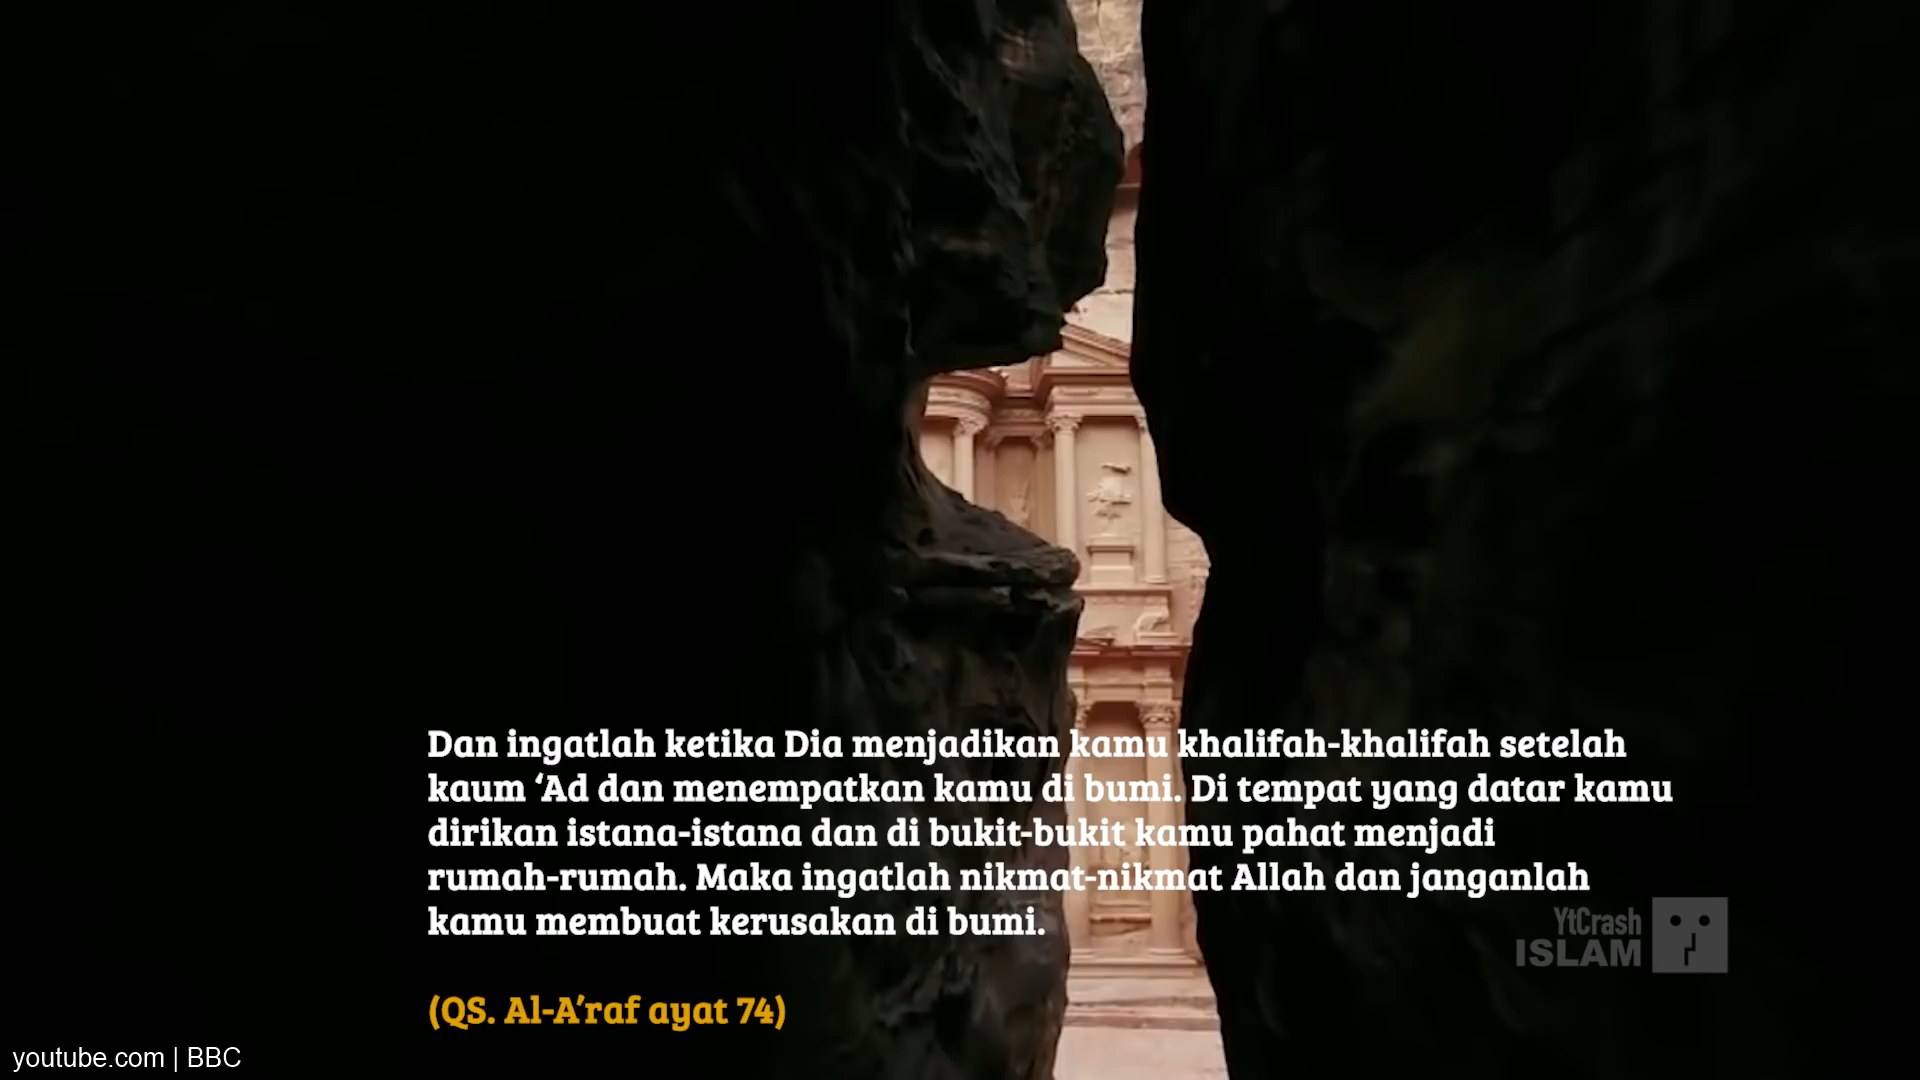 Dan ingatlah ketika Dia menjadikan kamu khalifah-khalifah setelah
kaum ‘Ad dan menempatkan kamu di bumi. Di tempat yang datar kamu
dirikan istana-istana dan di bukit-bukit kamu pahat menjadi
rumah-rumah. Maka ingatlah nikmat-nikmat Allah dan janganlah
kamu membuat kerusakan di bumi.
YtCrash
ISLAM
(QS. Al-A’raf ayat 74)
youtube.com | BBC